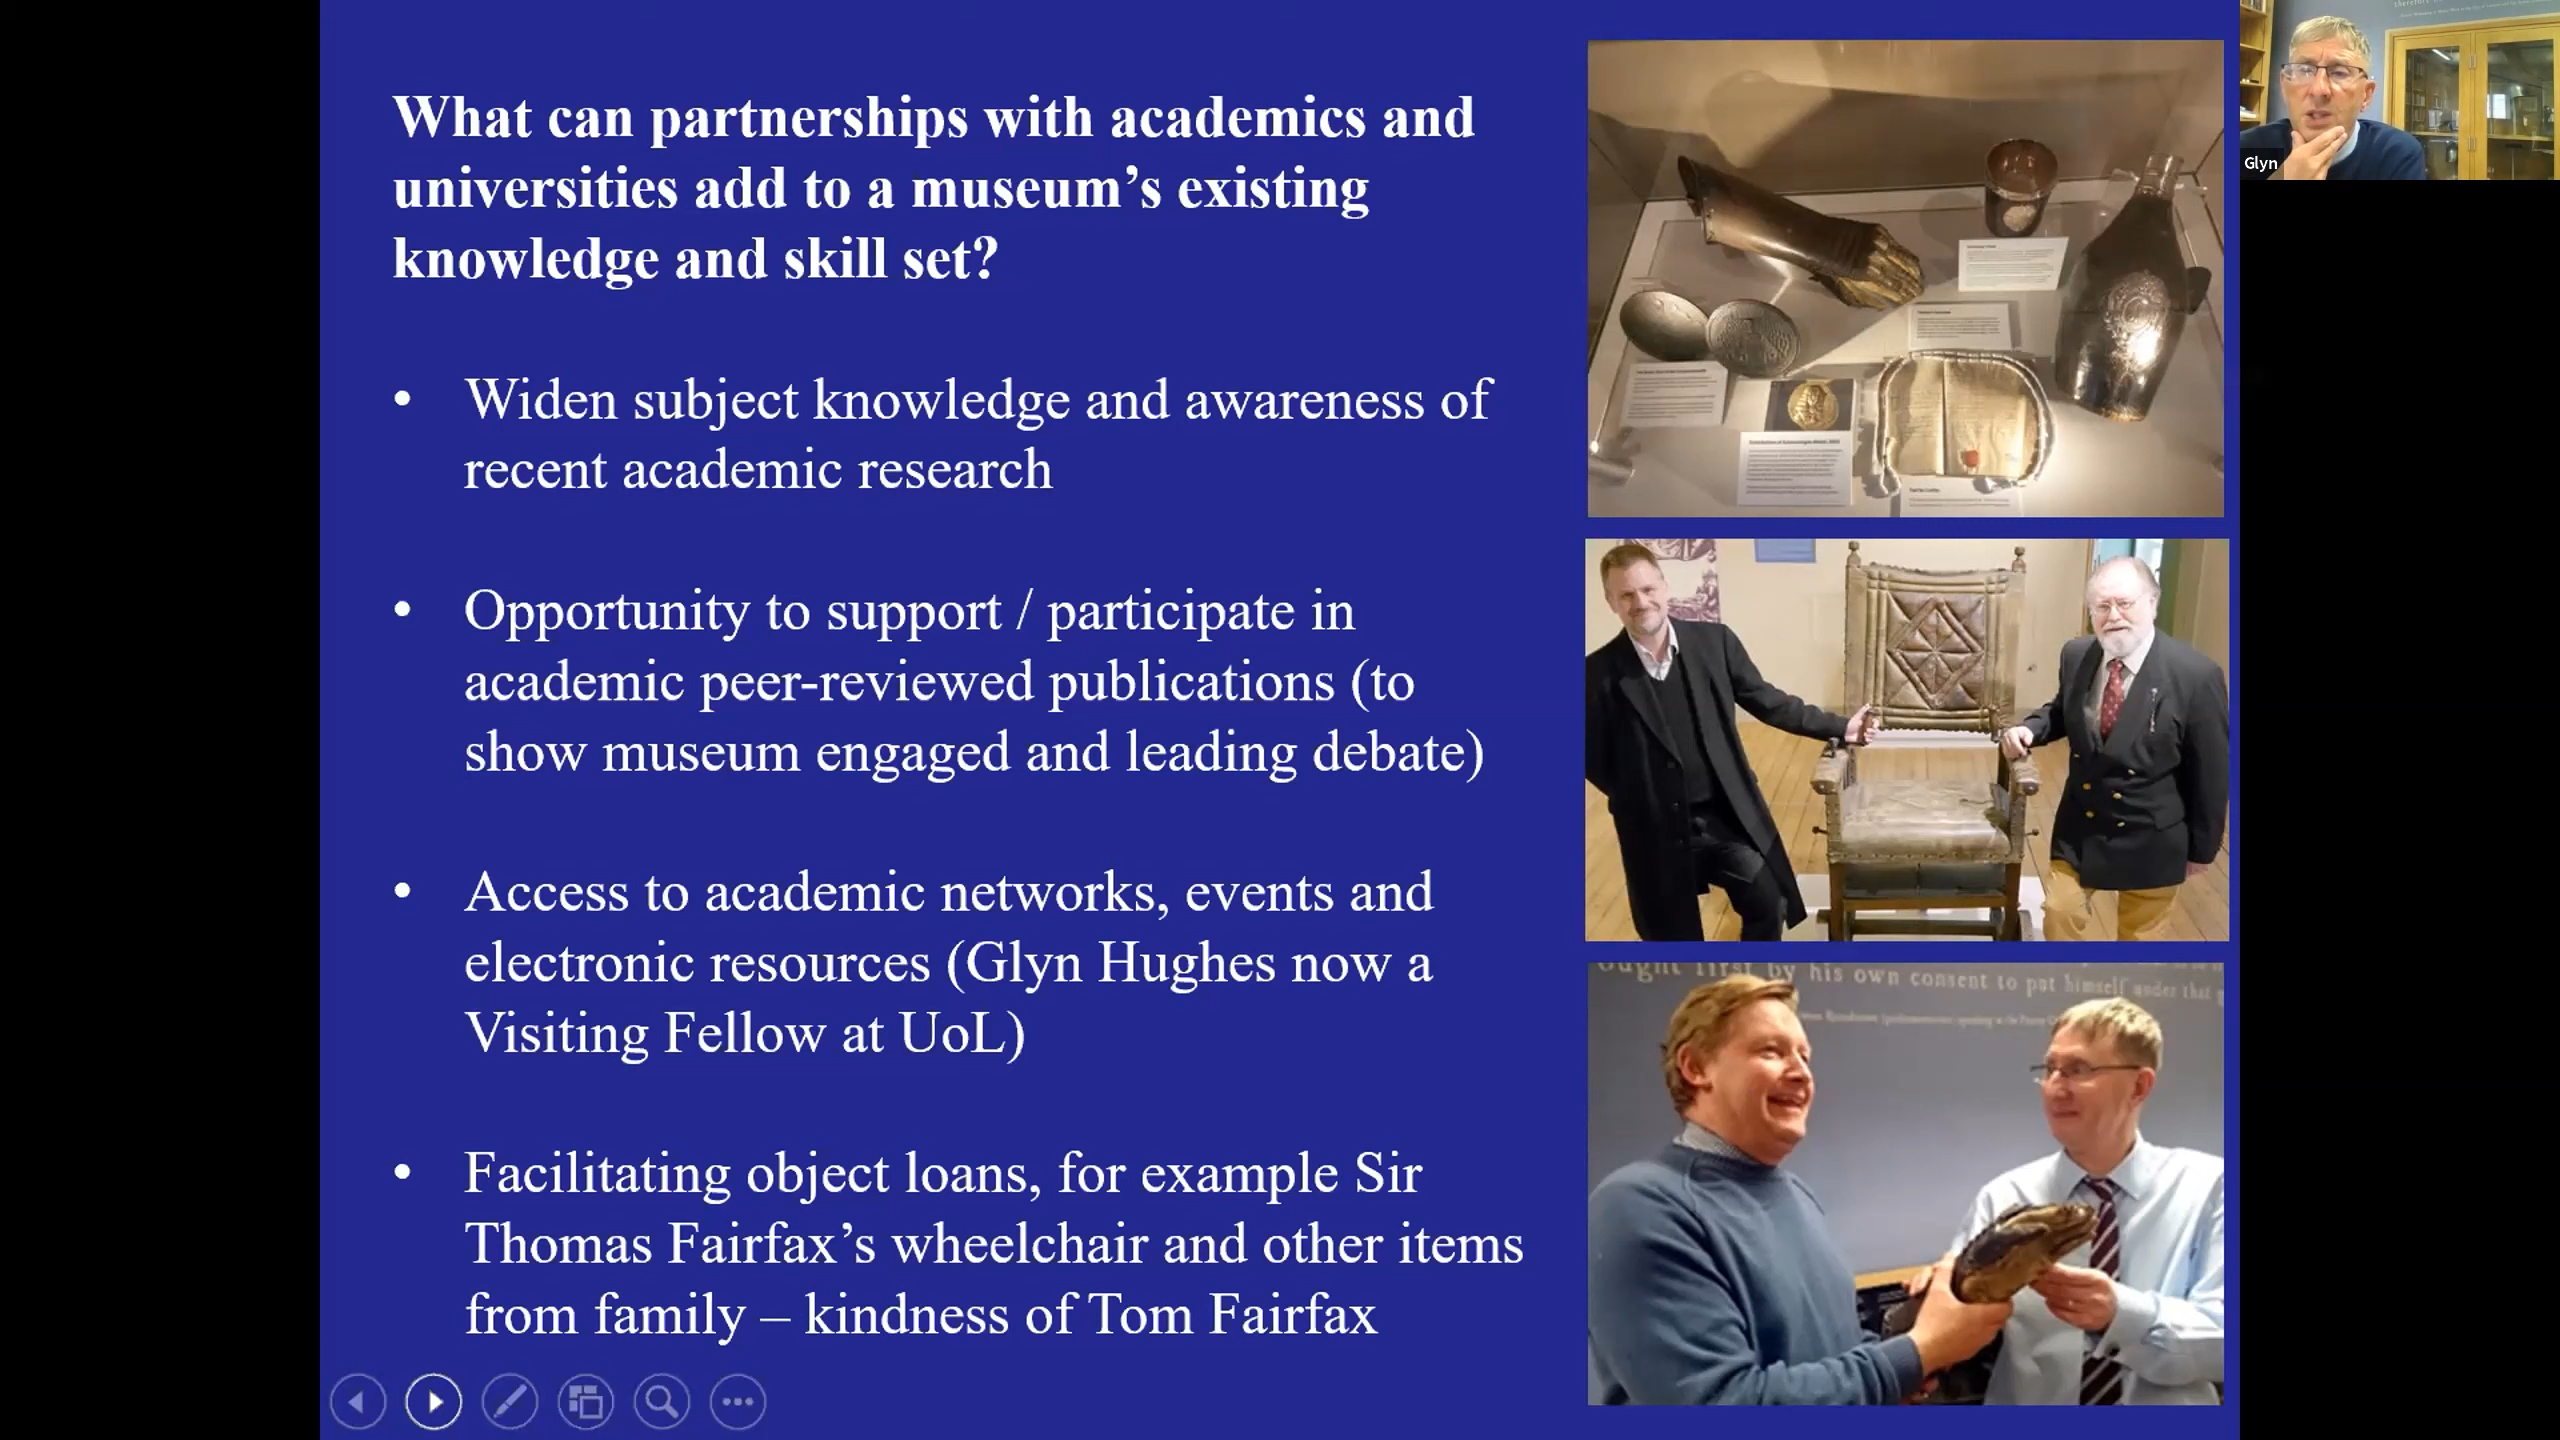 What can partnerships with academics and
universities add to a museum’s existing
knowledge and skill set?
• Widen subject knowledge and awareness of
recent academic research
• Opportunity to support / participate in
academic peer-reviewed publications (to
show museum engaged and leading debate)
• Access to academic networks, events and
electronic resources (Glyn Hughes now a
Visiting Fellow at UoL)
• Facilitating object loans, for example Sir
Thomas Fairfax’s wheelchair and other items
from family – kindness of Tom Fairfax
ought first by his own consent to put himself under that
Glyn